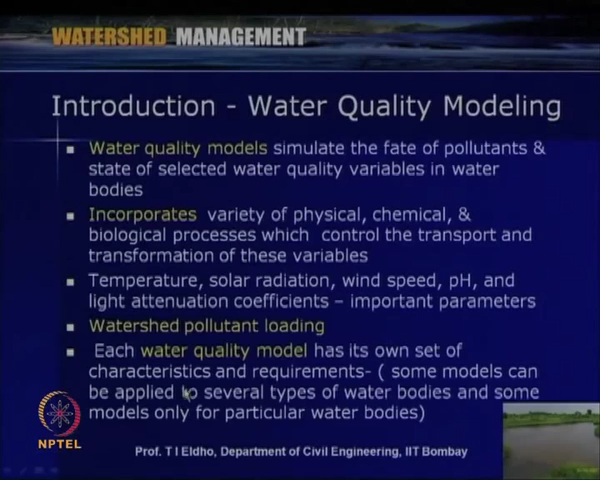 WATERSHED MANAGEMENT
Introduction - Water Quality Modeling
Water quality models simulate the fate of pollutants &
state of selected water quality variables in water
bodies
Incorporates variety of physical, chemical, &
biological processes which control the transport and
transformation of these variables
Temperature, solar radiation, wind speed, pH, and
light attenuation coefficients – important parameters
Watershed pollutant loading
Each water quality model has its own set of
characteristics and requirements- ( some models can
be applied to several types of water bodies and some
models only for particular water bodies)
NPTEL
Prof. T I Eldho, Department of Civil Engineering, IIT Bombay